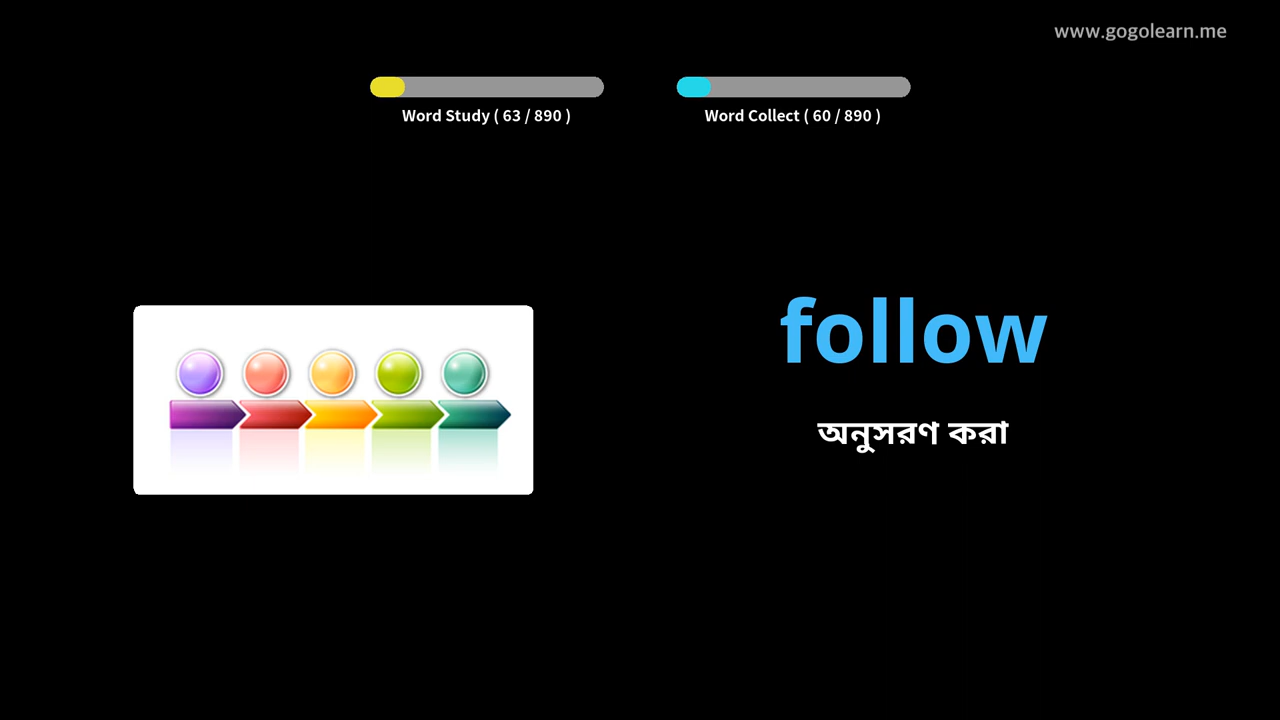 www.gogolearn.me
Word Study ( 63 / 890 )
Word Collect ( 60 / 890 )
follow
অনুসরণ করা